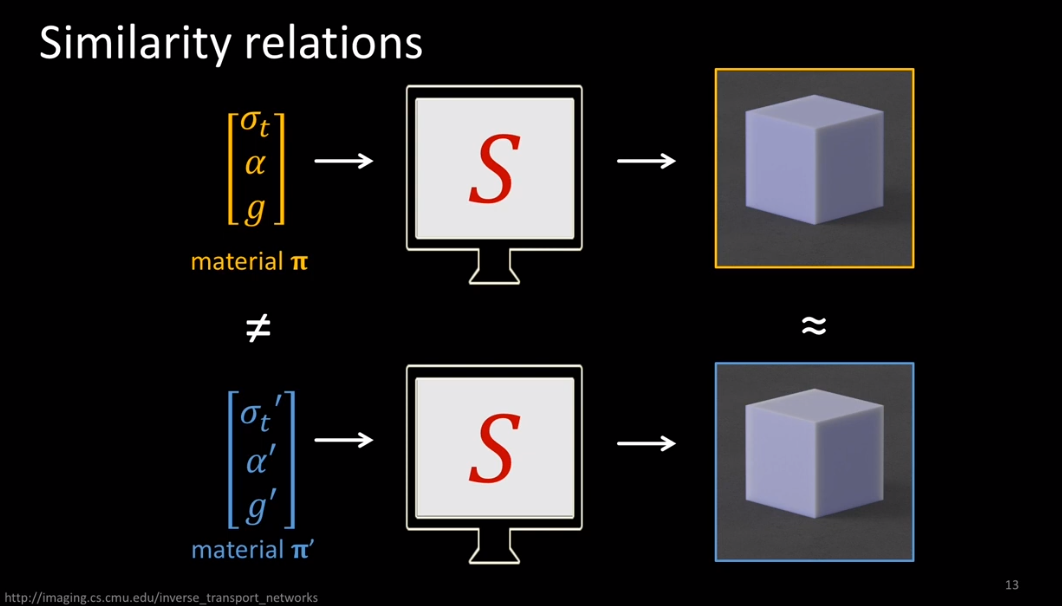 Similarity relations
σt
α
g
S
material π
≠
≈
σt′
α′
g′
S
material π′
13
http://imaging.cs.cmu.edu/inverse_transport_networks